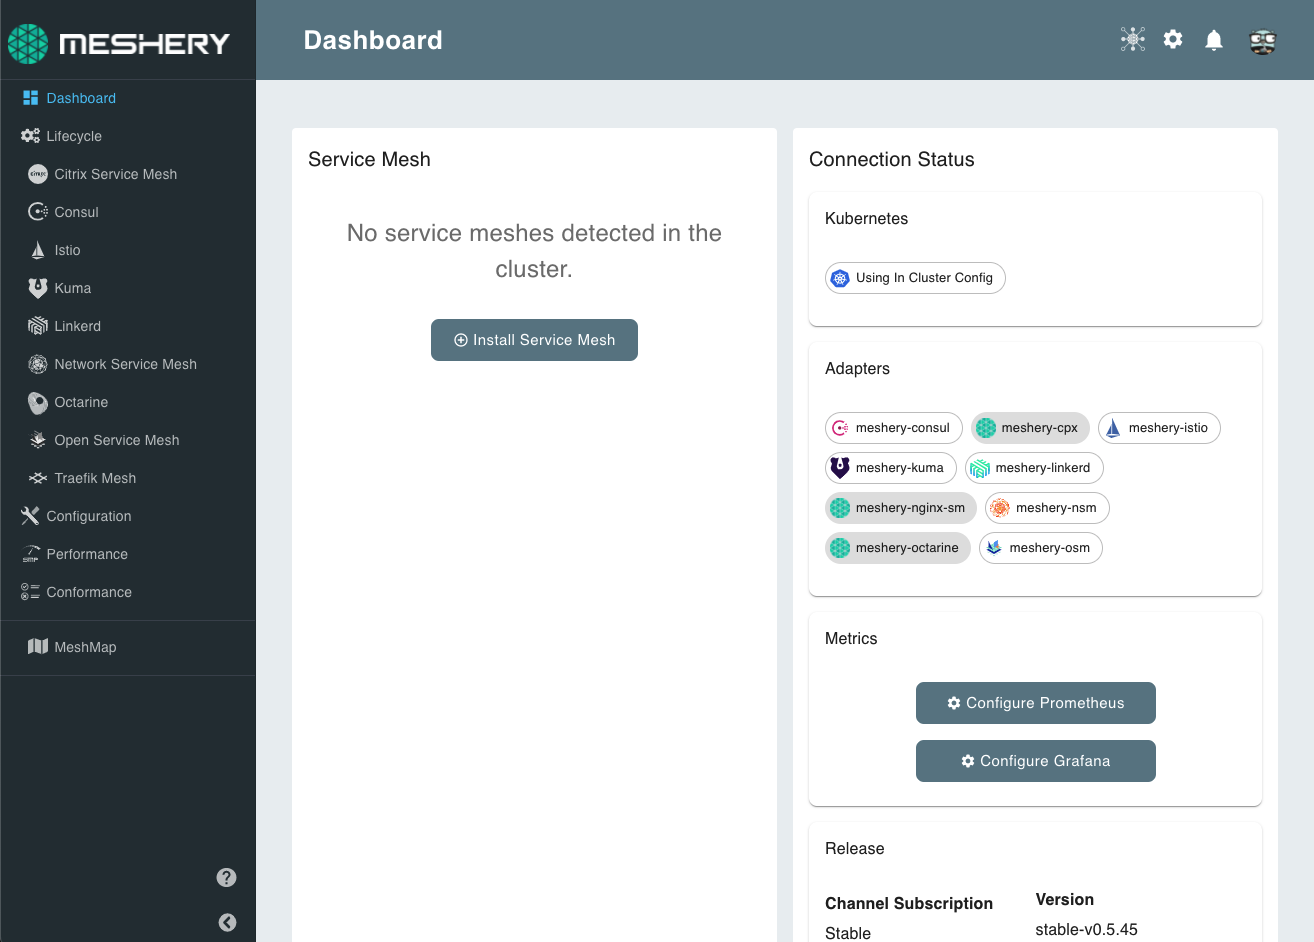 MESHERY
Dashboard
Lifecycle
Citrix Service Mesh
Consul
Istio
Kuma
Linkerd
Network Service Mesh
Octarine
Open Service Mesh
Traefik Mesh
Configuration
Performance
Conformance
MeshMap
Dashboard
Service Mesh
No service meshes detected in the
cluster.
Install Service Mesh
Connection Status
Kubernetes
Using In Cluster Config
Adapters
meshery-consul meshery-cpx meshery-istio
meshery-kuma meshery-linkerd
meshery-nginx-sm meshery-nsm
meshery-octarine meshery-osm
Metrics
Configure Prometheus
Configure Grafana
Release
Channel Subscription
Stable
Version
stable-v0.5.45